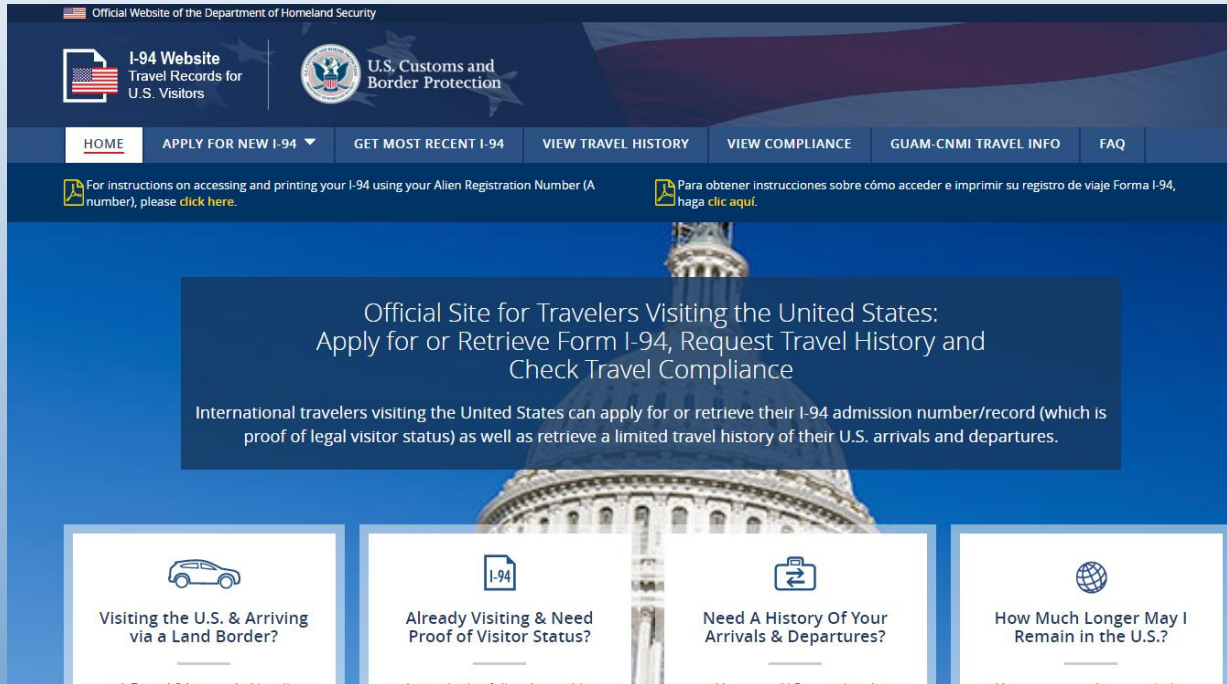 Official Website of the Department of Homeland Security
I-94 Website
Travel Records for
U.S. Visitors
U.S. Customs and
Border Protection
HOME
APPLY FOR NEW I-94
GET MOST RECENT I-94
VIEW TRAVEL HISTORY
VIEW COMPLIANCE
GUAM-CNMI TRAVEL INFO
FAQ
For instructions on accessing and printing your I-94 using your Alien Registration Number (A
number), please click here.
Para obtener instrucciones sobre cómo acceder e imprimir su registro de viaje Forma I-94,
haga clic aquí.
Official Site for Travelers Visiting the United States:
Apply for or Retrieve Form I-94, Request Travel History and
Check Travel Compliance
International travelers visiting the United States can apply for or retrieve their I-94 admission number/record (which is
proof of legal visitor status) as well as retrieve a limited travel history of their U.S. arrivals and departures.
Visiting the U.S. & Arriving
via a Land Border?
I-94
Already Visiting & Need
Proof of Visitor Status?
Need A History Of Your
Arrivals & Departures?
How Much Longer May I
Remain in the U.S.?